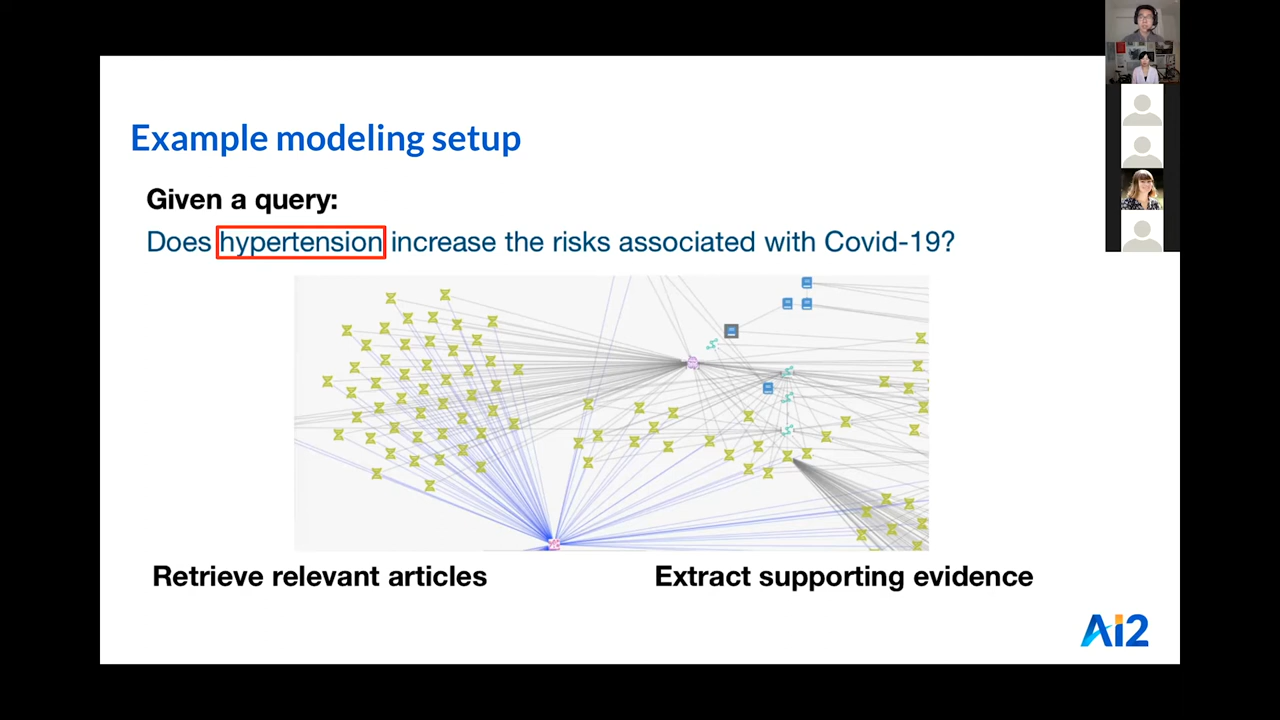 Example modeling setup
Given a query:
Does hypertension increase the risks associated with Covid-19?
Retrieve relevant articles
Extract supporting evidence
Ai2